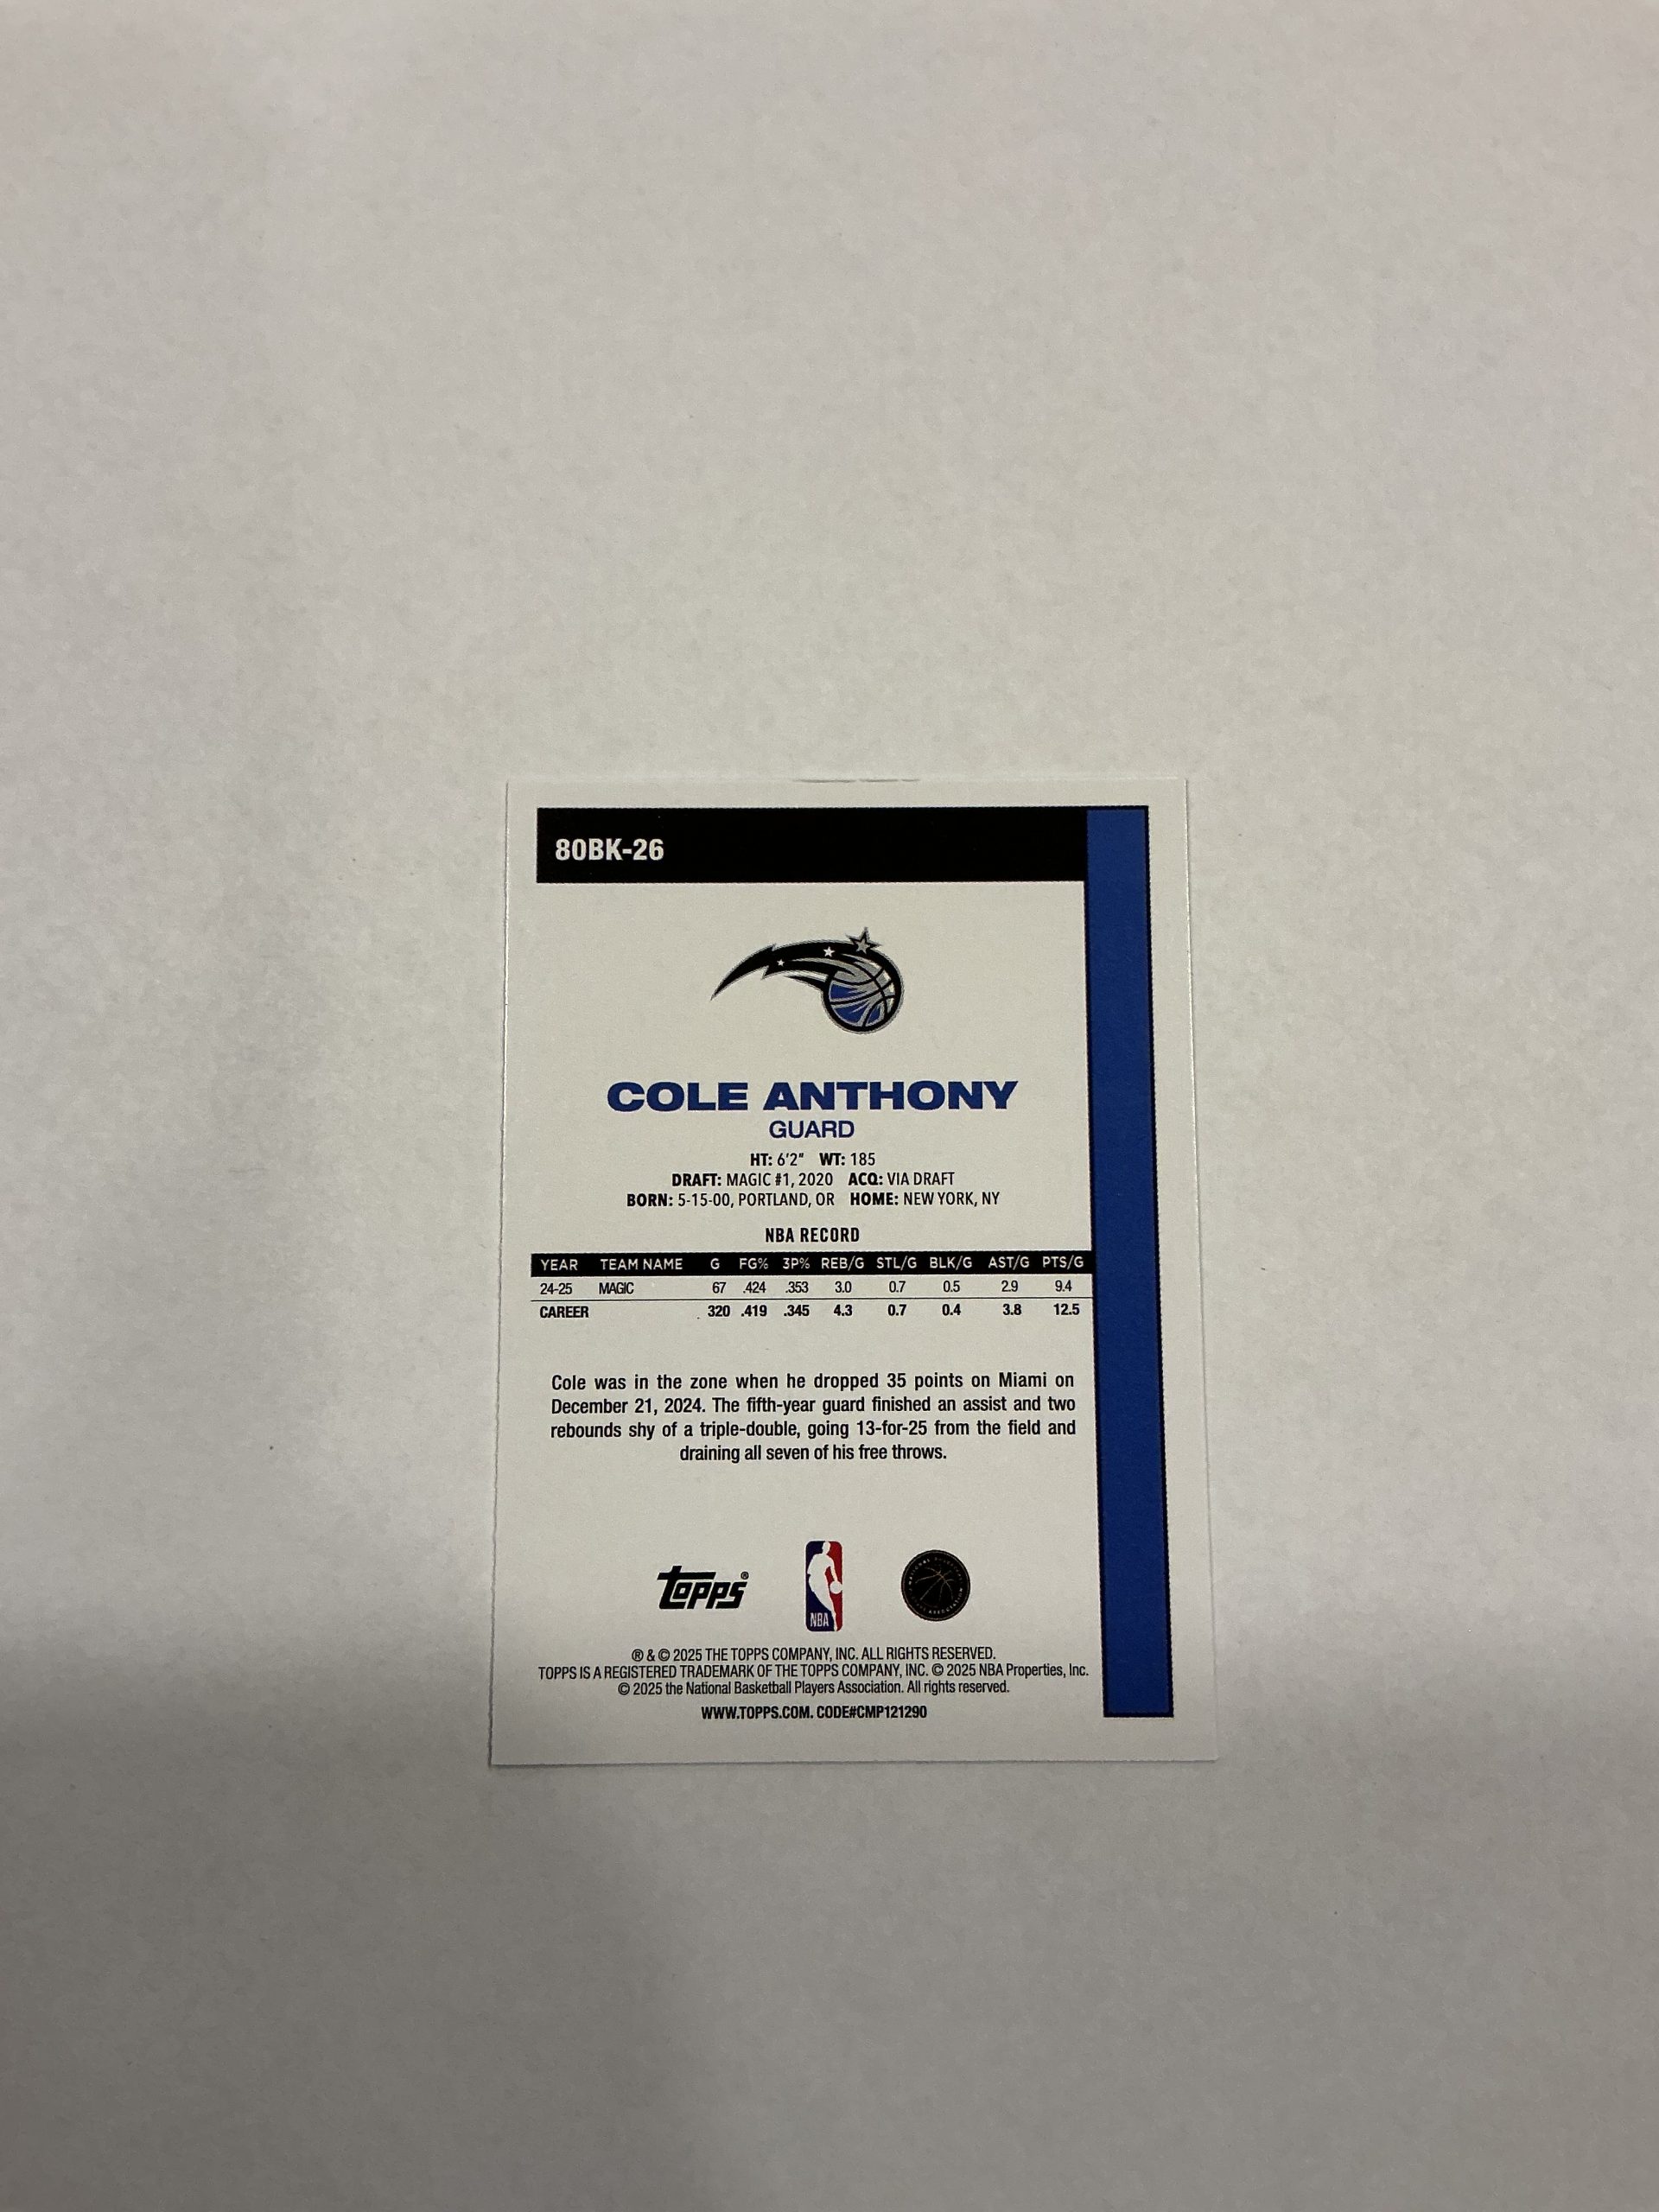 80BK-26
COLE ANTHONY
GUARD
HT: 6'2" WT: 185
DRAFT: MAGIC #1, 2020 ACQ: VIA DRAFT
BORN: 5-15-00, PORTLAND, OR HOME: NEW YORK, NY
NBA RECORD
YEAR TEAM NAME G FG% 3P% REB/G STL/G BLK/G AST/G PTS/G
24-25 MAGIC 67 .424 .353 3.0 0.7 0.5 2.9 9.4
CAREER 320 .419 .345 4.3 0.7 0.4 3.8 12.5
Cole was in the zone when he dropped 35 points on Miami on
December 21, 2024. The fifth-year guard finished an assist and two
rebounds shy of a triple-double, going 13-for-25 from the field and
draining all seven of his free throws.
topps® NBA
® & © 2025 THE TOPPS COMPANY, INC. ALL RIGHTS RESERVED.
TOPPS IS A REGISTERED TRADEMARK OF THE TOPPS COMPANY, INC. © 2025 NBA Properties, Inc.
© 2025 the National Basketball Players Association. All rights reserved.
WWW.TOPPS.COM. CODE#CMP121290